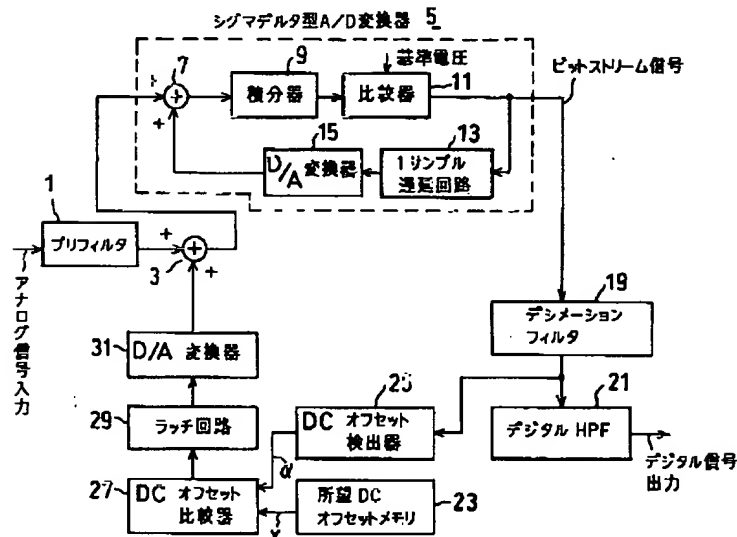 シグマデルタ型A/D変換器 5
7
+
+
9
積分器
基準電圧
比較器
11
ビットストリーム信号
15
D/A 変換器
13
1サンプル
遅延回路
1
プリフィルタ
+
3
+
アナログ信号入力
19
デシメーション
フィルタ
31
D/A 変換器
25
DC オフセット
検出器
21
デジタル HPF
デジタル信号
出力
29
ラッチ回路
α
27
DC オフセット
比較器
所望 DC
オフセットメモリ
23